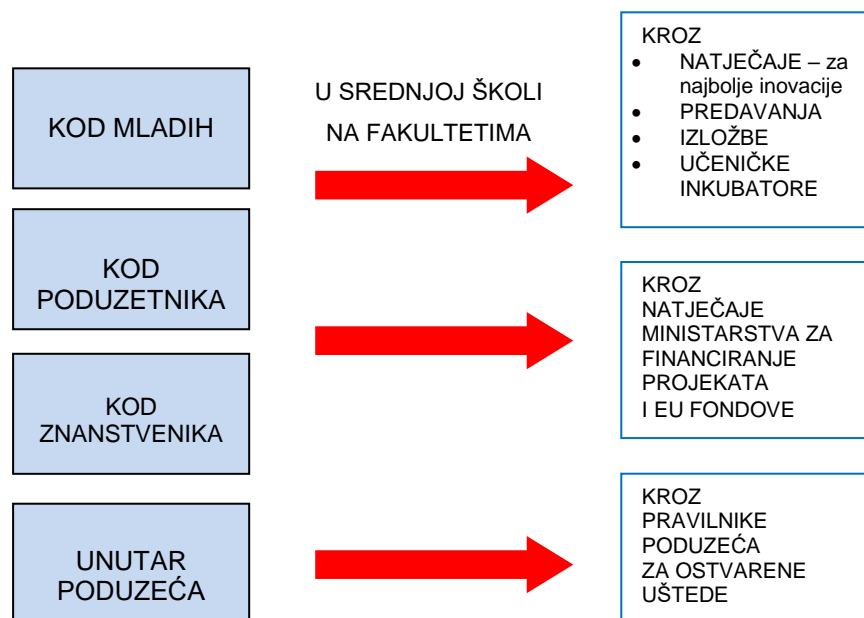 KOD MLADIH
U SREDNJOJ ŠKOLI
NA FAKULTETIMA
KROZ
• NATJEČAJE – za
najbolje inovacije
• PREDAVANJA
• IZLOŽBE
• UČENIČKE
INKUBATORE
KOD
PODUZETNIKA
KOD
ZNANSTVENIKA
KROZ
NATJEČAJE
MINISTARSTVA ZA
FINANCIRANJE
PROJEKATA
I EU FONDOVE
UNUTAR
PODUZEĆA
KROZ
PRAVILNIKE
PODUZEĆA
ZA OSTVARENE
UŠTEDE